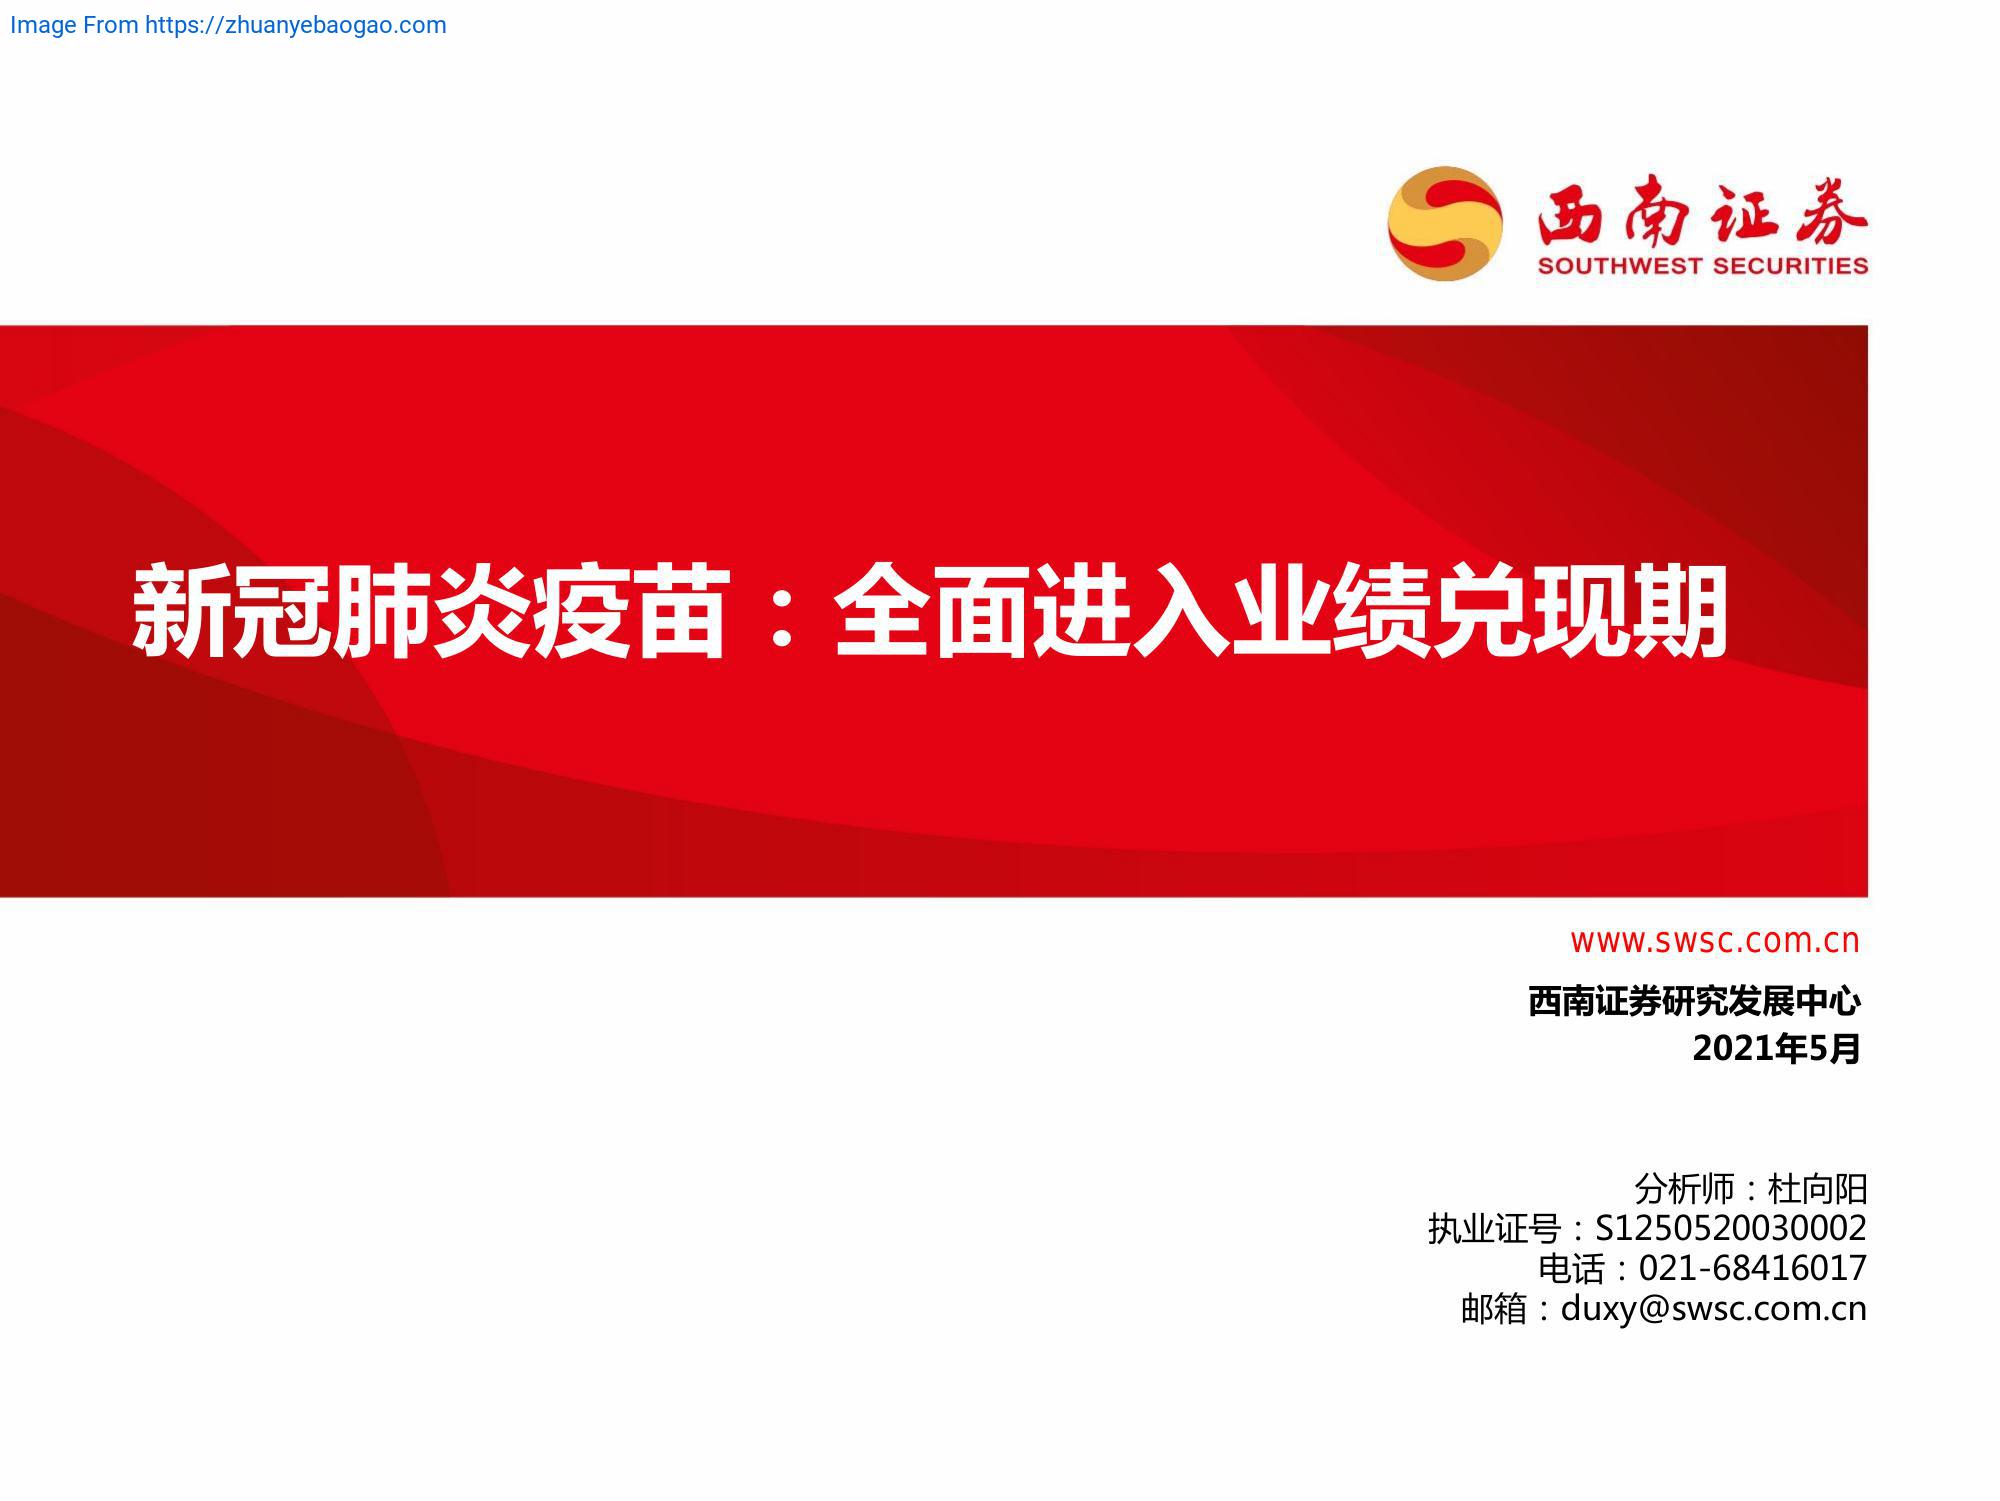 Image From https://zhuanyebaogao.com
西南证券
SOUTHWEST SECURITIES
新冠肺炎疫苗：全面进入业绩兑现期
www.swsc.com.cn
西南证券研究发展中心
2021年5月
分析师：杜向阳
执业证号：S1250520030002
电话：021-68416017
邮箱：duxy@swsc.com.cn